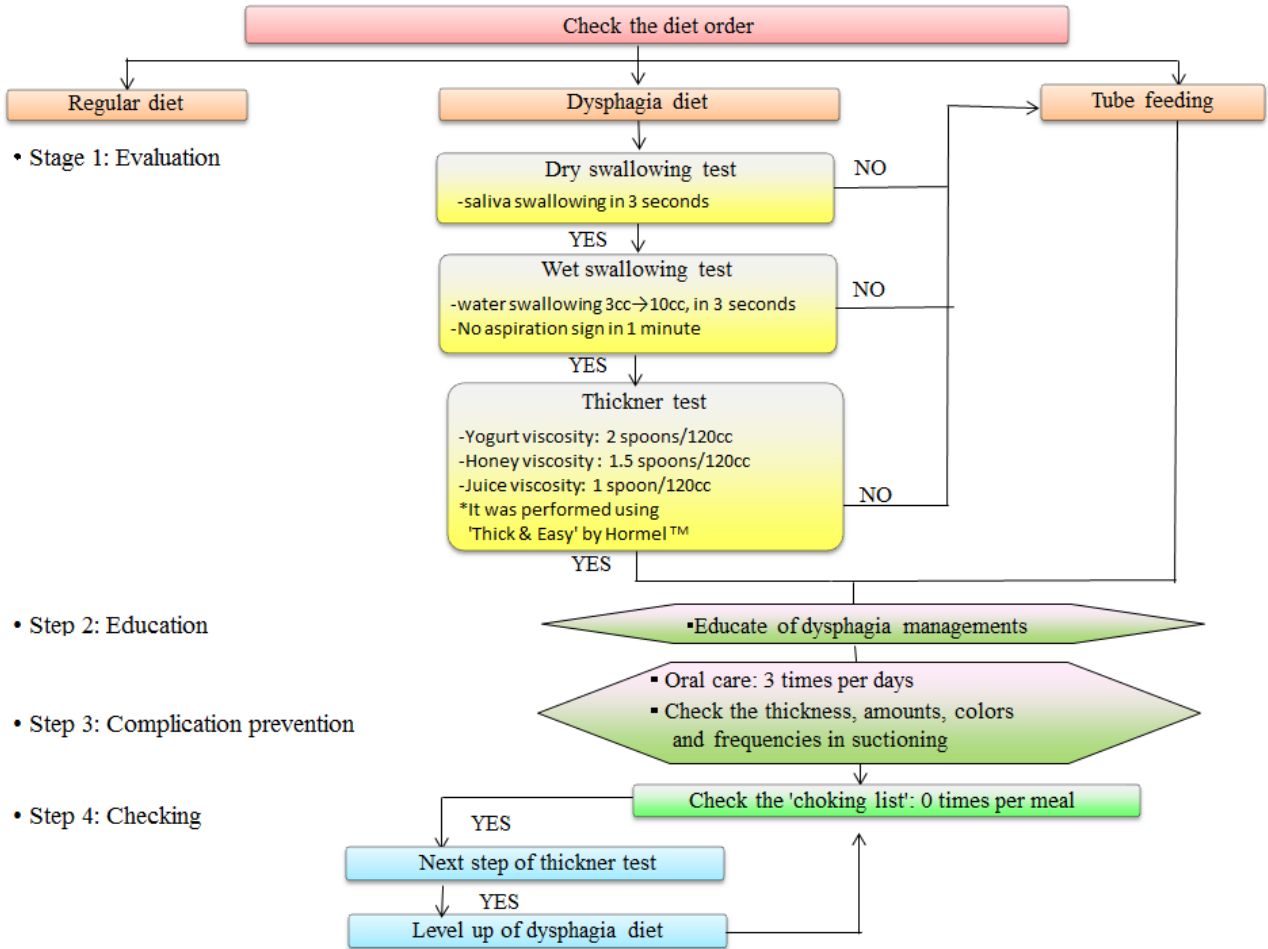 Check the diet order
Regular diet
Dysphagia diet
Tube feeding
• Stage 1: Evaluation
Dry swallowing test
-saliva swallowing in 3 seconds
NO
YES
Wet swallowing test
-water swallowing 3cc→10cc, in 3 seconds
-No aspiration sign in 1 minute
NO
YES
Thickner test
-Yogurt viscosity: 2 spoons/120cc
-Honey viscosity : 1.5 spoons/120cc
-Juice viscosity: 1 spoon/120cc
*It was performed using
'Thick & Easy' by Hormel™
NO
YES
• Step 2: Education
▪Educate of dysphagia managements
• Step 3: Complication prevention
▪ Oral care: 3 times per days
▪ Check the thickness, amounts, colors
and frequencies in suctioning
• Step 4: Checking
Check the 'choking list': 0 times per meal
YES
Next step of thickner test
YES
Level up of dysphagia diet